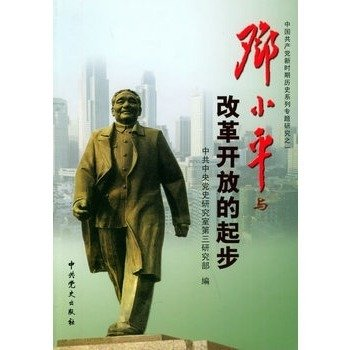 中国共产党新时期历史系列专题研究之一
邓小平与
改革开放的起步
中共中央党史研究室第三研究部 编
中共党史出版社